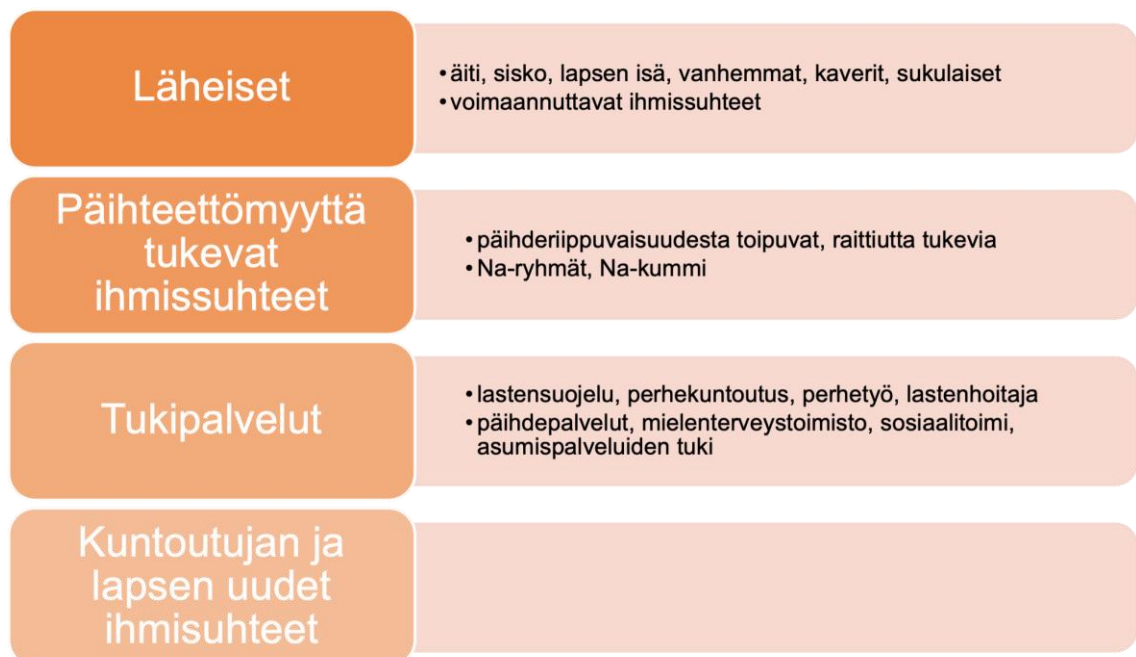 Läheiset
•äiti, sisko, lapsen isä, vanhemmat, kaverit, sukulaiset
•voimaannuttavat ihmissuhteet
Päihteettömyyttä
tukevat
ihmissuhteet
•päihderiippuvaisuudesta toipuvat, raittiutta tukevia
•Na-ryhmät, Na-kummi
Tukipalvelut
•lastensuojelu, perhekuntoutus, perhetyö, lastenhoitaja
•päihdepalvelut, mielenterveystoimisto, sosiaalitoimi,
asumispalveluiden tuki
Kuntoutujan ja
lapsen uudet
ihmisuhteet